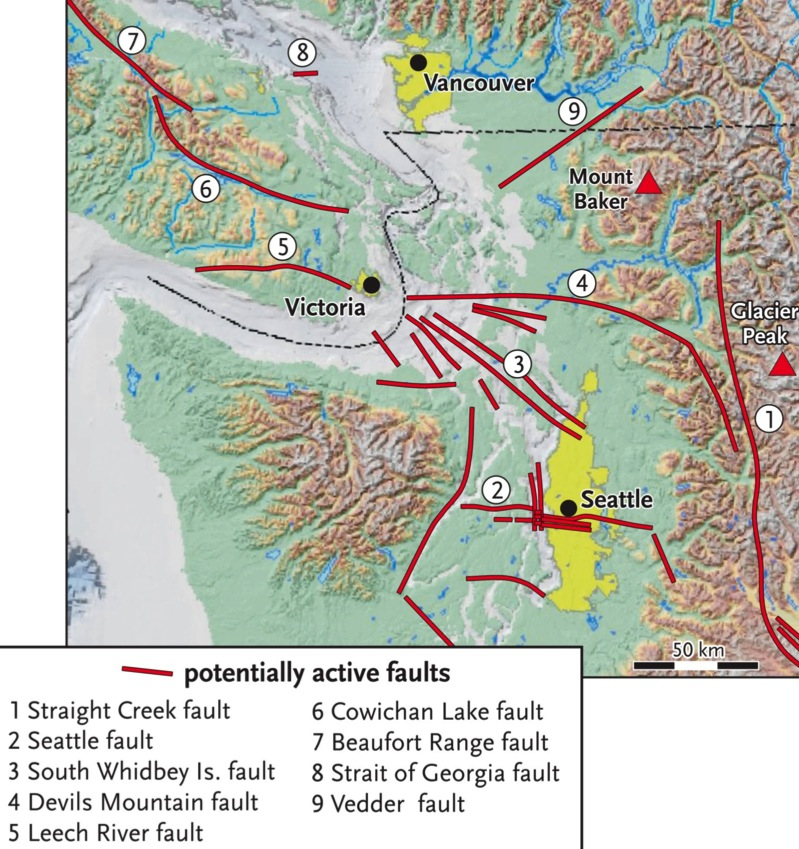 7
8
Vancouver
9
Mount
Baker
6
5
4
Victoria
Glacier
Peak
3
1
2
Seattle
50 km
potentially active faults
1 Straight Creek fault
2 Seattle fault
3 South Whidbey Is. fault
4 Devils Mountain fault
5 Leech River fault
6 Cowichan Lake fault
7 Beaufort Range fault
8 Strait of Georgia fault
9 Vedder fault